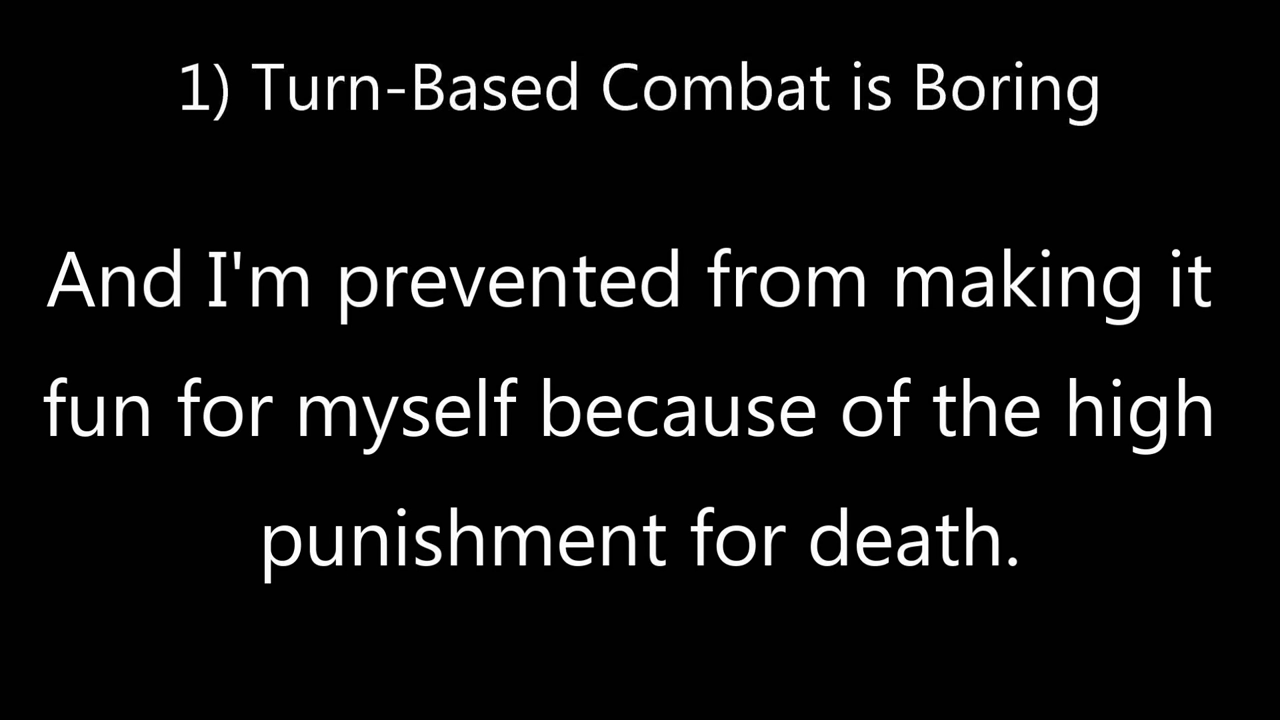 1) Turn-Based Combat is Boring
And I'm prevented from making it
fun for myself because of the high
punishment for death.